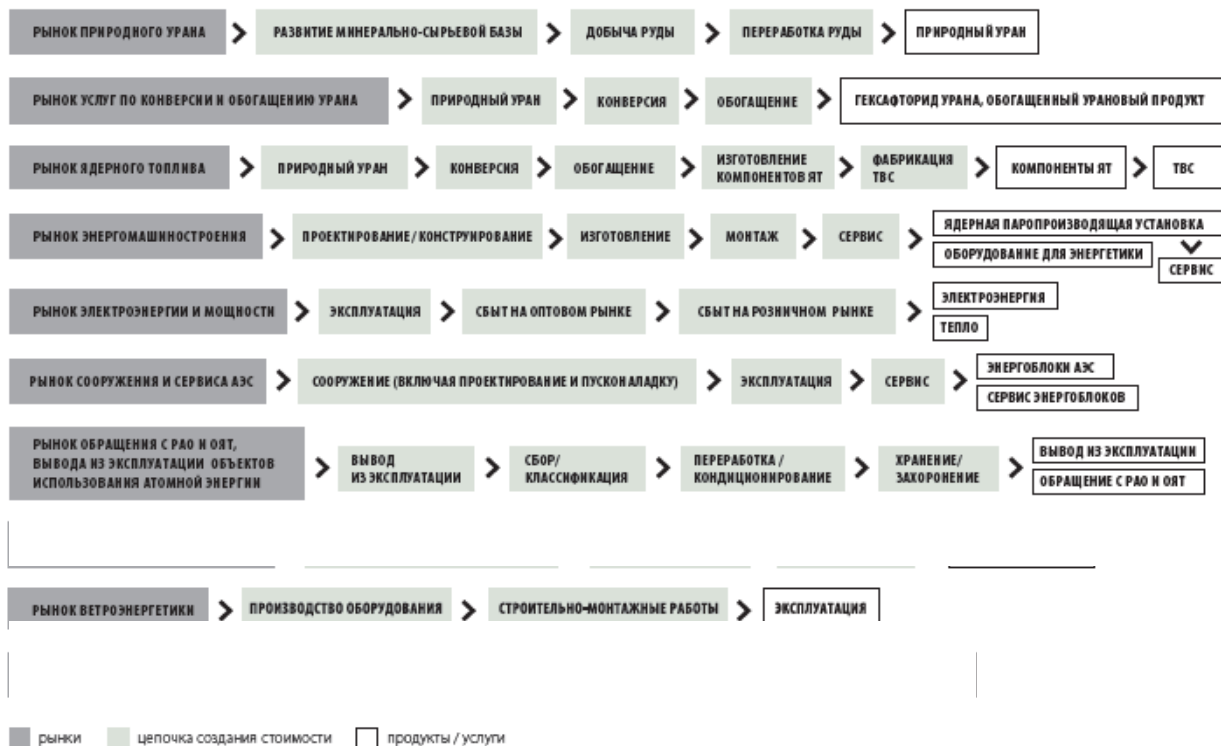 РЫНОК ПРИРОДНОГО УРАНА
РАЗВИТИЕ МИНЕРАЛЬНО-СЫРЬЕВОЙ БАЗЫ
ДОБЫЧА РУДЫ
ПЕРЕРАБОТКА РУДЫ
ПРИРОДНЫЙ УРАН
РЫНОК УСЛУГ ПО КОНВЕРСИИ И ОБОГАЩЕНИЮ УРАНА
ПРИРОДНЫЙ УРАН
КОНВЕРСИЯ
ОБОГАЩЕНИЕ
ГЕКСАФТОРИД УРАНА, ОБОГАЩЕННЫЙ УРАНОВЫЙ ПРОДУКТ
РЫНОК ЯДЕРНОГО ТОПЛИВА
ПРИРОДНЫЙ УРАН
КОНВЕРСИЯ
ОБОГАЩЕНИЕ
ИЗГОТОВЛЕНИЕ
КОМПОНЕНТОВ ЯТ
ФАБРИКАЦИЯ
ТВС
КОМПОНЕНТЫ ЯТ
ТВС
РЫНОК ЭНЕРГОМАШИНОСТРОЕНИЯ
ПРОЕКТИРОВАНИЕ / КОНСТРУИРОВАНИЕ
ИЗГОТОВЛЕНИЕ
МОНТАЖ
СЕРВИС
ЯДЕРНАЯ ПАРОПРОИЗВОДЯЩАЯ УСТАНОВКА
ОБОРУДОВАНИЕ ДЛЯ ЭНЕРГЕТИКИ
СЕРВИС
РЫНОК ЭЛЕКТРОЭНЕРГИИ И МОЩНОСТИ
ЭКСПЛУАТАЦИЯ
СБЫТ НА ОПТОВОМ РЫНКЕ
СБЫТ НА РОЗНИЧНОМ РЫНКЕ
ЭЛЕКТРОЭНЕРГИЯ
ТЕПЛО
РЫНОК СООРУЖЕНИЯ И СЕРВИСА АЭС
СООРУЖЕНИЕ (ВКЛЮЧАЯ ПРОЕКТИРОВАНИЕ И ПУСКОНАЛАДКУ)
ЭКСПЛУАТАЦИЯ
СЕРВИС
ЭНЕРГОБЛОКИ АЭС
СЕРВИС ЭНЕРГОБЛОКОВ
РЫНОК ОБРАЩЕНИЯ С РАО И ОЯТ,
ВЫВОДА ИЗ ЭКСПЛУАТАЦИИ ОБЪЕКТОВ
ИСПОЛЬЗОВАНИЯ АТОМНОЙ ЭНЕРГИИ
ВЫВОД
ИЗ ЭКСПЛУАТАЦИИ
СБОР/
КЛАССИФИКАЦИЯ
ПЕРЕРАБОТКА /
КОНДИЦИОНИРОВАНИЕ
ХРАНЕНИЕ/
ЗАХОРОНЕНИЕ
ВЫВОД ИЗ ЭКСПЛУАТАЦИИ
ОБРАЩЕНИЕ С РАО И ОЯТ
РЫНОК ВЕТРОЭНЕРГЕТИКИ
ПРОИЗВОДСТВО ОБОРУДОВАНИЯ
СТРОИТЕЛЬНО-МОНТАЖНЫЕ РАБОТЫ
ЭКСПЛУАТАЦИЯ
рынки
цепочка создания стоимости
продукты / услуги